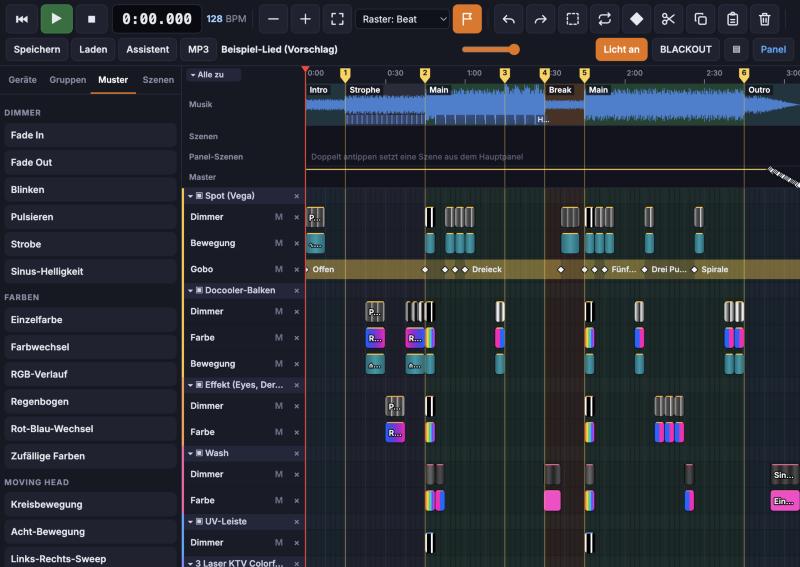 0:00.000 128 BPM Raster: Beat
Speichern Laden Assistent MP3 Beispiel-Lied (Vorschlag) Licht an BLACKOUT Panel
Geräte Gruppen Muster Szenen
Alle zu
0:00 1 0:30 2 1:00 3 4 :30 5 2:00 2:30 6 3:00
Intro Strophe Main Break Main Outro
Musik
H...
Szenen
Panel-Szenen Doppelt antippen setzt eine Szene aus dem Hauptpanel
Master
DIMMER
Fade In
Fade Out
Blinken
Pulsieren
Strobe
Sinus-Helligkeit
FARBEN
Einzelfarbe
Farbwechsel
RGB-Verlauf
Regenbogen
Rot-Blau-Wechsel
Zufällige Farben
MOVING HEAD
Kreisbewegung
Acht-Bewegung
Links-Rechts-Sweep
Spot (Vega) ×
Dimmer M × P...
Bewegung M ×
Gobo M × Offen Dreieck Fünf... Drei Pu... Spirale
Docooler-Balken ×
Dimmer M × P...
Farbe M × R... R...
Bewegung M ×
Effekt (Eyes, Der... ×
Dimmer M × P...
Farbe M × R...
Wash ×
Dimmer M × Sin...
Farbe M × Ein...
UV-Leiste ×
Dimmer M ×
3 Laser KTV Colorf... ×